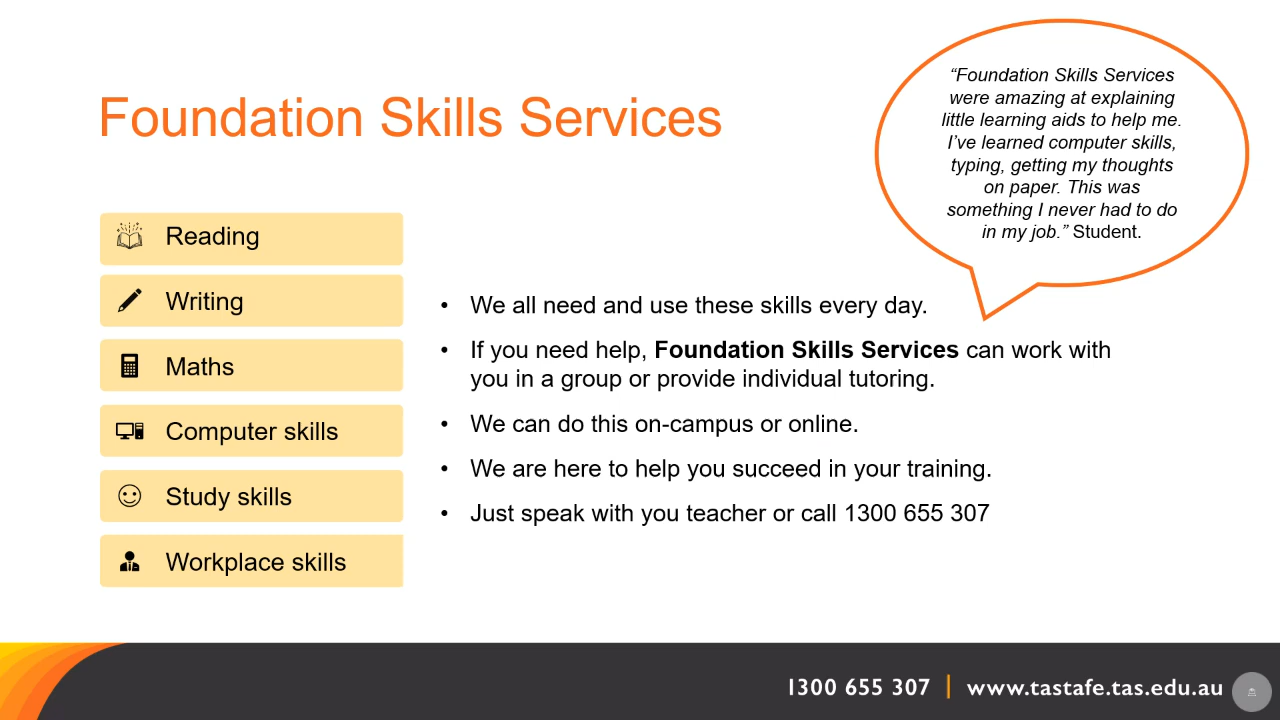 Foundation Skills Services
“Foundation Skills Services
were amazing at explaining
little learning aids to help me.
I’ve learned computer skills,
typing, getting my thoughts
on paper. This was
something I never had to do
in my job.” Student.
Reading
Writing
Maths
Computer skills
Study skills
Workplace skills
• We all need and use these skills every day.
• If you need help, Foundation Skills Services can work with
you in a group or provide individual tutoring.
• We can do this on-campus or online.
• We are here to help you succeed in your training.
• Just speak with you teacher or call 1300 655 307
1300 655 307 | www.tastafe.tas.edu.au